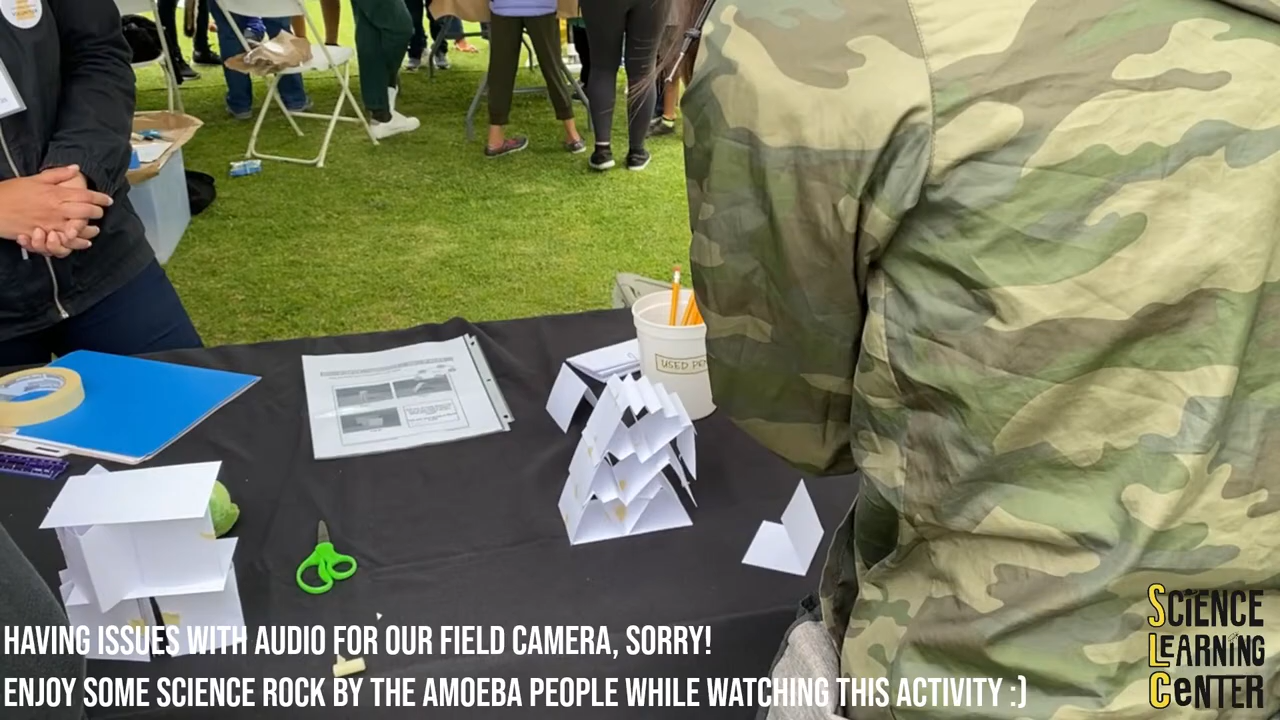 USED PE
HAVING ISSUES WITH AUDIO FOR OUR FIELD CAMERA, SORRY!
ENJOY SOME SCIENCE ROCK BY THE AMOEBA PEOPLE WHILE WATCHING THIS ACTIVITY :)
SCIENCE
LEARNING
CENTER